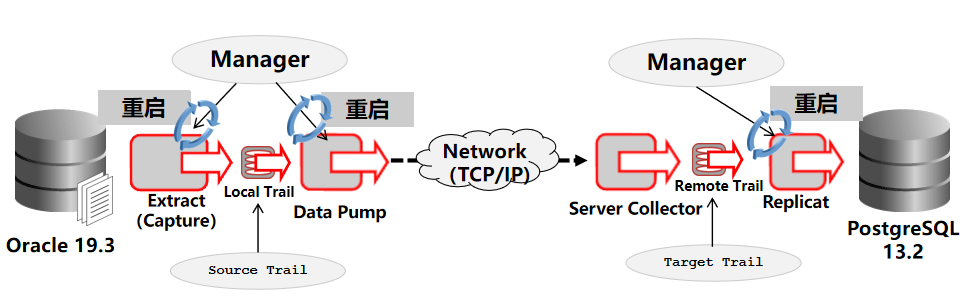 Manager
Manager
重启
重启
重启
Network
(TCP/IP)
Local Trail
Remote Trail
Extract
(Capture)
Data Pump
Server Collector
Replicat
Oracle 19.3
PostgreSQL
13.2
Source Trail
Target Trail